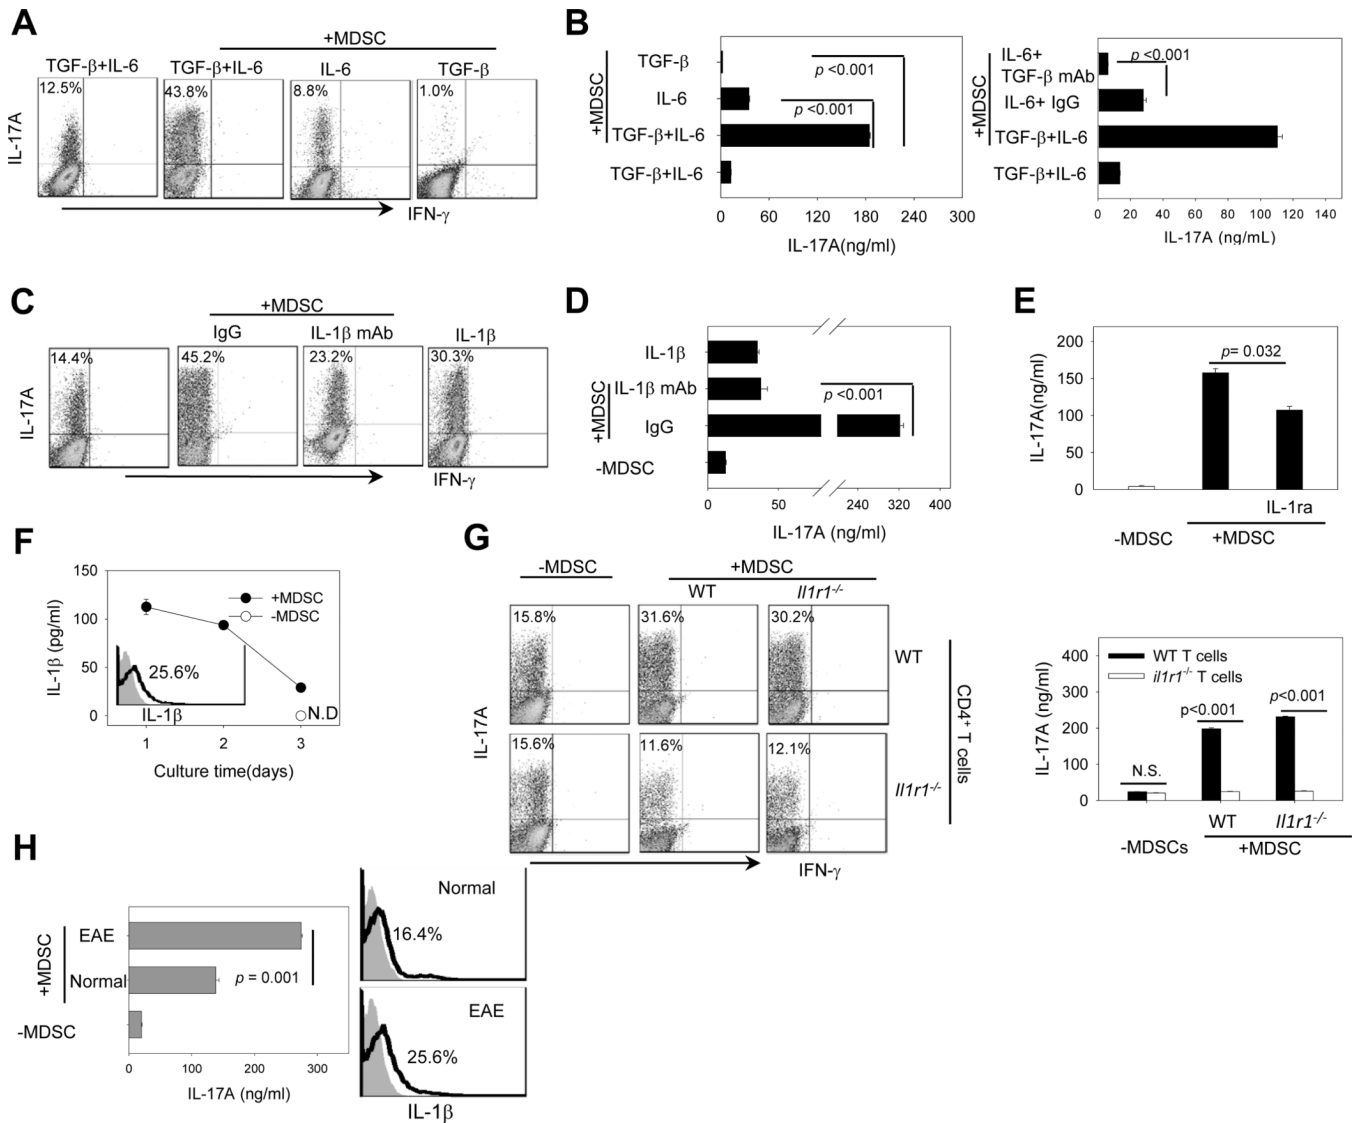 A
+MDSC
TGF-β+IL-6
TGF-β+IL-6
IL-6
TGF-β
12.5%
43.8%
8.8%
1.0%
IL-17A
IFN-γ
B
+MDSC
TGF-β
IL-6
TGF-β+IL-6
TGF-β+IL-6
p <0.001
p <0.001
0 60 120 180 240 300
IL-17A(ng/ml)
+MDSC
IL-6+
TGF-β mAb
IL-6+ IgG
TGF-β+IL-6
TGF-β+IL-6
p <0.001
0 20 40 60 80 100 120 140
IL-17A (ng/mL)
C
+MDSC
IgG
IL-1β mAb
IL-1β
14.4%
45.2%
23.2%
30.3%
IL-17A
IFN-γ
D
IL-1β
+MDSC
IL-1β mAb
IgG
-MDSC
p <0.001
0 50 240 320 400
IL-17A (ng/ml)
E
IL-17A(ng/ml)
200
150
100
50
0
p= 0.032
IL-1ra
-MDSC
+MDSC
F
IL-1β (pg/ml)
150
100
50
0
+MDSC
-MDSC
25.6%
IL-1β
N.D
1 2 3
Culture time(days)
G
-MDSC
+MDSC
WT
Il1r1-/-
15.8%
31.6%
30.2%
WT
15.6%
11.6%
12.1%
Il1r1-/-
CD4+ T cells
IL-17A
IFN-γ
IL-17A (ng/ml)
400
300
200
100
0
WT T cells
il1r1-/- T cells
N.S.
p<0.001
p<0.001
WT
Il1r1-/-
-MDSCs
+MDSC
H
+MDSC
EAE
Normal
-MDSC
p = 0.001
0 100 200 300
IL-17A (ng/ml)
Normal
16.4%
EAE
25.6%
IL-1β